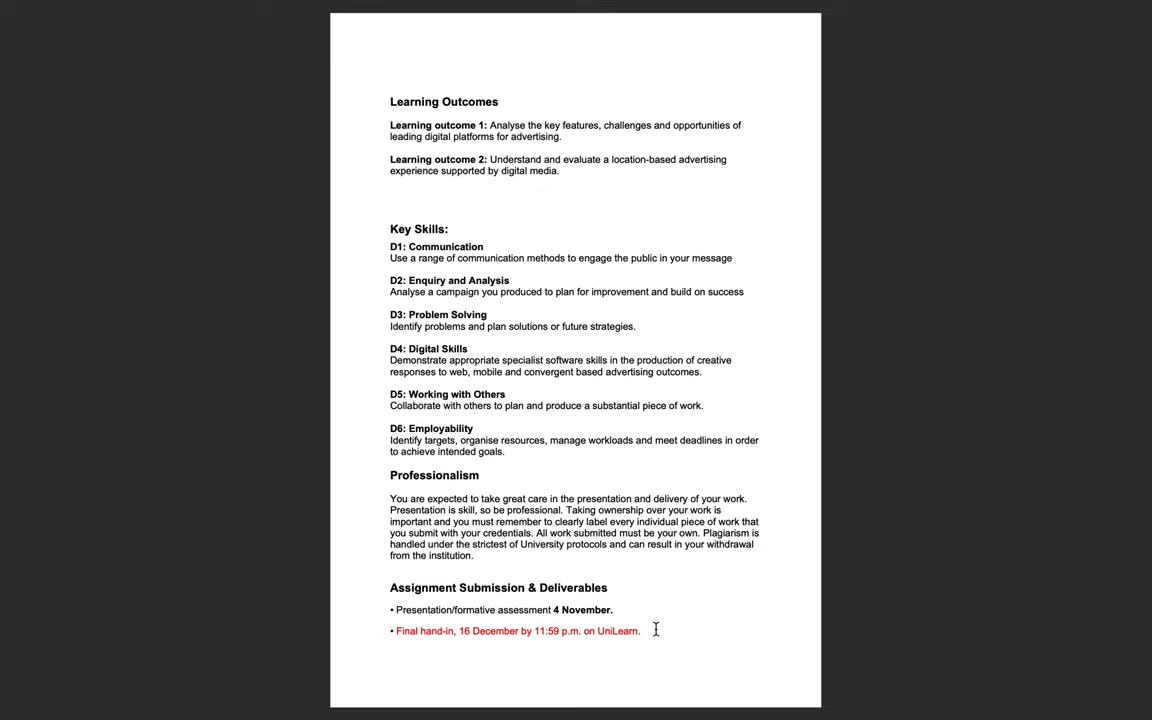 Learning Outcomes
Learning outcome 1: Analyse the key features, challenges and opportunities of
leading digital platforms for advertising.
Learning outcome 2: Understand and evaluate a location-based advertising
experience supported by digital media.
Key Skills:
D1: Communication
Use a range of communication methods to engage the public in your message
D2: Enquiry and Analysis
Analyse a campaign you produced to plan for improvement and build on success
D3: Problem Solving
Identify problems and plan solutions or future strategies.
D4: Digital Skills
Demonstrate appropriate specialist software skills in the production of creative
responses to web, mobile and convergent based advertising outcomes.
D5: Working with Others
Collaborate with others to plan and produce a substantial piece of work.
D6: Employability
Identify targets, organise resources, manage workloads and meet deadlines in order
to achieve intended goals.
Professionalism
You are expected to take great care in the presentation and delivery of your work.
Presentation is skill, so be professional. Taking ownership over your work is
important and you must remember to clearly label every individual piece of work that
you submit with your credentials. All work submitted must be your own. Plagiarism is
handled under the strictest of University protocols and can result in your withdrawal
from the institution.
Assignment Submission & Deliverables
• Presentation/formative assessment 4 November.
• Final hand-in, 16 December by 11:59 p.m. on UniLearn.